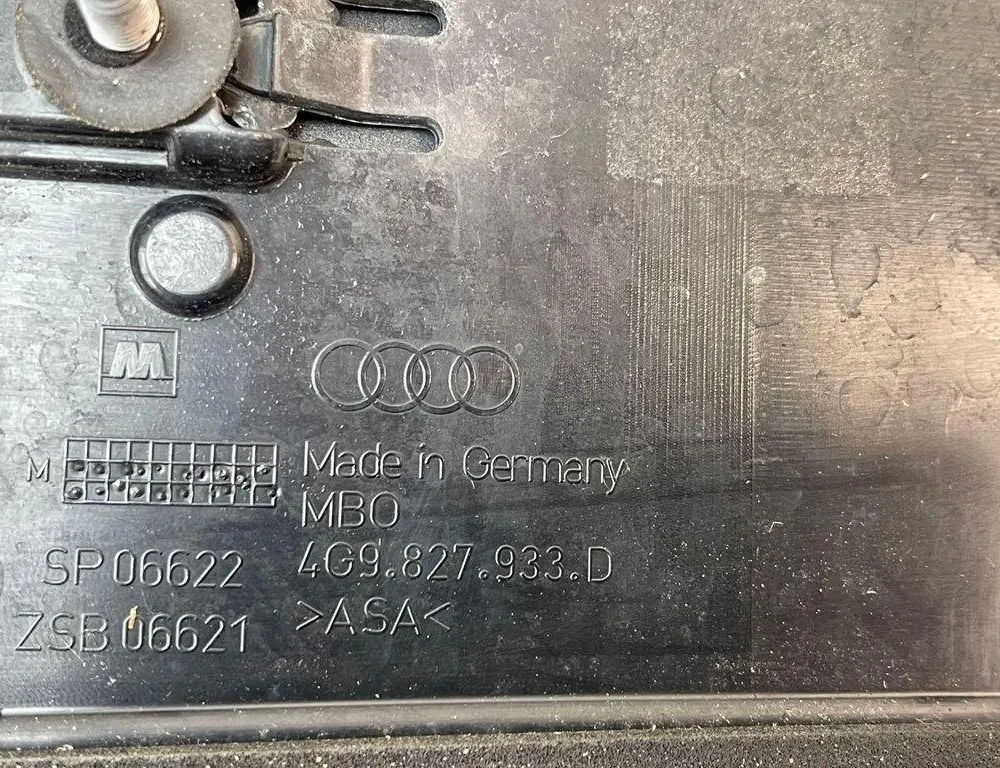 M
M
Made in Germany
MBO
SP 06622
4G9.827.933.D
ZSB 06621
>ASA<